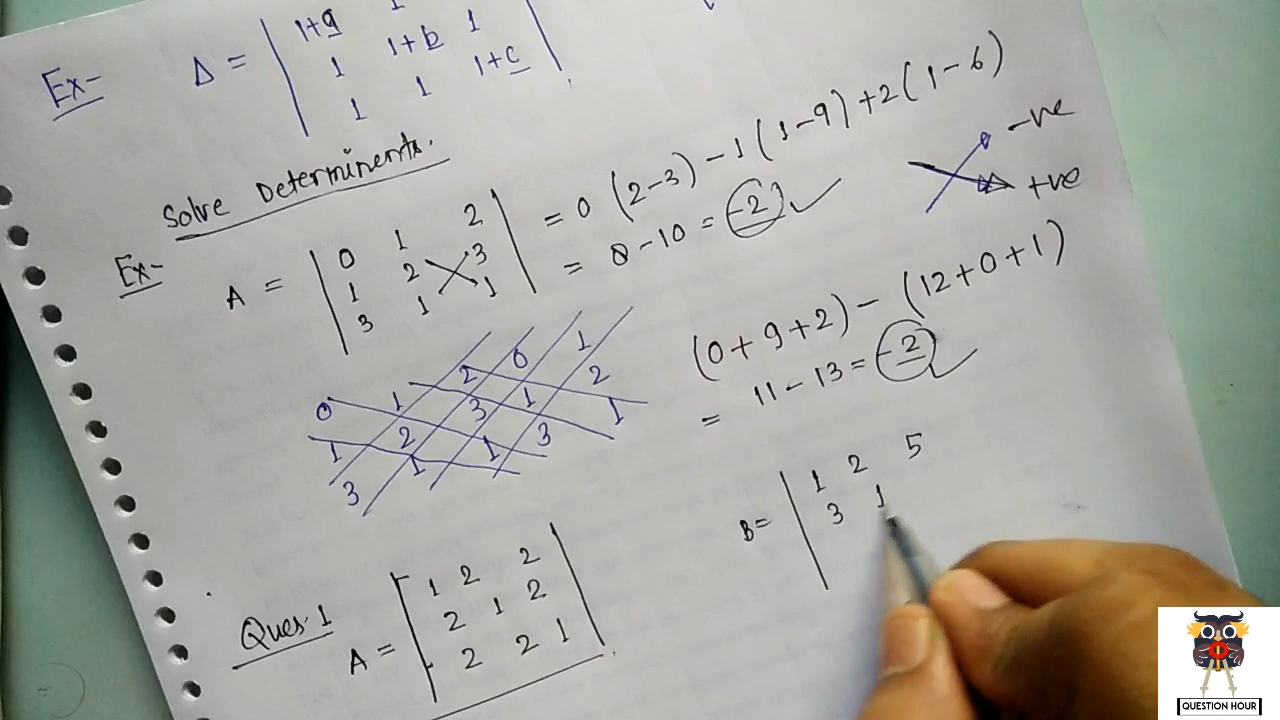 1+a 1
Ex- Δ = 1 1+b 1
1 1 1+c
Solve Determinents.
Ex- A = 0 1 2 = 0 (2-3) -1(1-9)+2(1-6)
1 2 3 = 8-10 = -2 ✓
3 1 1
-ve
+ve
0 1 2 0 1
1 2 3 1 2
3 1 1 3 1
(0+9+2)-(12+0+1)
= 11-13 = -2 ✓
Ques.1 A = 1 2 2
2 1 2
2 2 1
B= 1 2 5
3 1
QUESTION HOUR